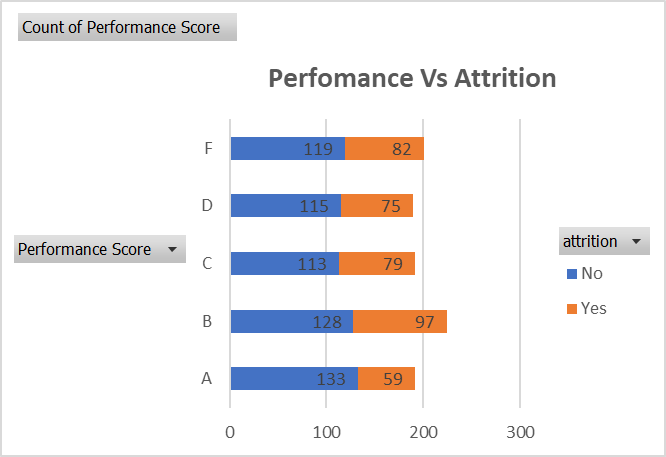 Count of Performance Score
Perfomance Vs Attrition
F 119 82
D 115 75
Performance Score
C 113 79
B 128 97
A 133 59
0 100 200 300
attrition
No
Yes